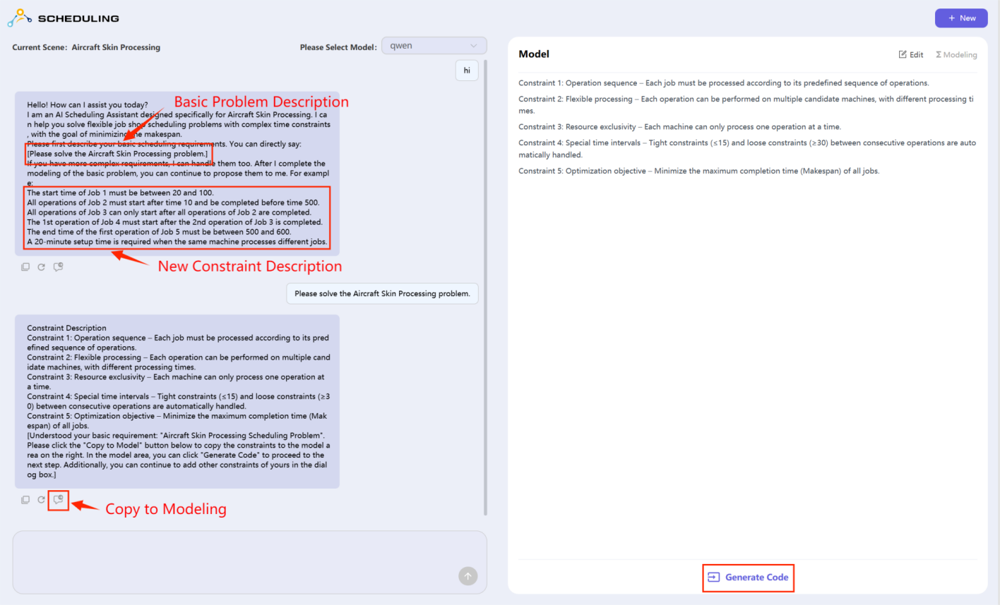 SCHEDULING
+ New
Current Scene: Aircraft Skin Processing
Please Select Model:
qwen
hi
Basic Problem Description
Hello! How can I assist you today?
I am an AI Scheduling Assistant designed specifically for Aircraft Skin Processing. I ca
n help you solve flexible job shop scheduling problems with complex time constraints
, with the goal of minimizing the makespan.
Please first describe your basic scheduling requirements. You can directly say:
[Please solve the Aircraft Skin Processing problem.]
If you have more complex requirements, I can handle them too. After I complete the
modeling of the basic problem, you can continue to propose them to me. For exampl
e:
The start time of Job 1 must be between 20 and 100.
All operations of Job 2 must start after time 10 and be completed before time 500.
All operations of Job 3 can only start after all operations of Job 2 are completed.
The 1st operation of Job 4 must start after the 2nd operation of Job 3 is completed.
The end time of the first operation of Job 5 must be between 500 and 600.
A 20-minute setup time is required when the same machine processes different jobs.
New Constraint Description
Please solve the Aircraft Skin Processing problem.
Constraint Description
Constraint 1: Operation sequence – Each job must be processed according to its pred
efined sequence of operations.
Constraint 2: Flexible processing – Each operation can be performed on multiple cand
idate machines, with different processing times.
Constraint 3: Resource exclusivity – Each machine can only process one operation at
a time.
Constraint 4: Special time intervals – Tight constraints (≤15) and loose constraints (≥3
0) between consecutive operations are automatically handled.
Constraint 5: Optimization objective – Minimize the maximum completion time (Mak
espan) of all jobs.
[Understood your basic requirement: "Aircraft Skin Processing Scheduling Problem".
Please click the "Copy to Model" button below to copy the constraints to the model a
rea on the right. In the model area, you can click "Generate Code" to proceed to the
next step. Additionally, you can continue to add other constraints of yours in the dial
og box.]
Copy to Modeling
Model
Edit
Σ Modeling
Constraint 1: Operation sequence – Each job must be processed according to its predefined sequence of operations.
Constraint 2: Flexible processing – Each operation can be performed on multiple candidate machines, with different processing ti
mes.
Constraint 3: Resource exclusivity – Each machine can only process one operation at a time.
Constraint 4: Special time intervals – Tight constraints (≤15) and loose constraints (≥30) between consecutive operations are auto
matically handled.
Constraint 5: Optimization objective – Minimize the maximum completion time (Makespan) of all jobs.
Generate Code